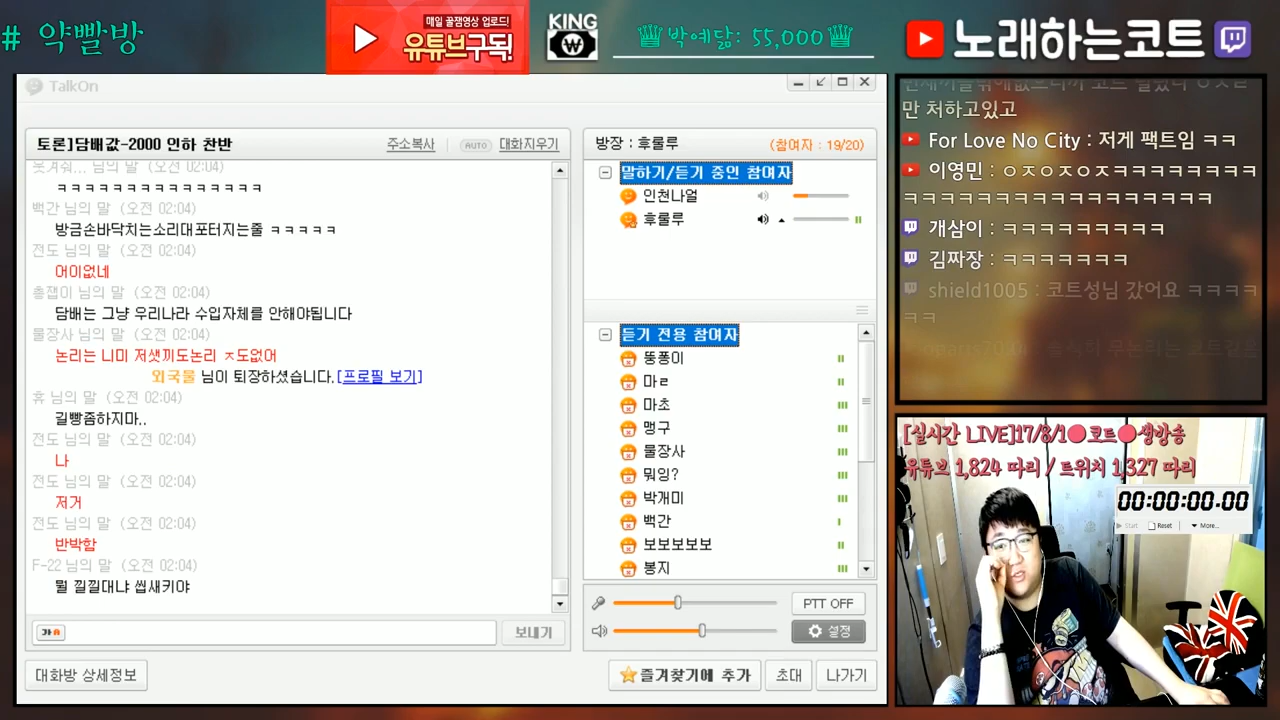 # 약빨방
매일 꿀잼영상 업로드!
유튜브구독!
KING
₩
박에닮: 55,000
노래하는코트
TalkOn
토론]담배값-2000 인하 찬반
주소복사
AUTO
대화지우기
님의 말 (오전 02:04)
ㅋㅋㅋㅋㅋㅋㅋㅋㅋㅋㅋㅋㅋㅋㅋ
백간 님의 말 (오전 02:04)
방금손바닥치는소리대포터지는줄 ㅋㅋㅋㅋㅋ
전도 님의 말 (오전 02:04)
어이없네
총잽이 님의 말 (오전 02:04)
담배는 그냥 우리나라 수입자체를 안해야됩니다
물장사 님의 말 (오전 02:04)
논리는 니미 저샛끼도논리 ㅈ도없어
외국물 님이 퇴장하셨습니다.[프로필 보기]
휴 님의 말 (오전 02:04)
길빵좀하지마..
전도 님의 말 (오전 02:04)
나
전도 님의 말 (오전 02:04)
저거
전도 님의 말 (오전 02:04)
반박함
F-22 님의 말 (오전 02:04)
뭘 낄낄대냐 씹새키야
가A
보내기
대화방 상세정보
방장 : 후룰루
(참여자 : 19/20)
말하기/듣기 중인 참여자
인천나얼
후룰루
듣기 전용 참여자
뚱퐁이
마ㄹ
마초
맹구
물장사
뭐잉?
박개미
백간
보보보보보
봉지
PTT OFF
설정
즐겨찾기에 추가
초대
나가기
만 처하고있고
For Love No City : 저게 팩트임 ㅋㅋ
이영민 : ㅇㅈㅇㅈㅇㅈㅋㅋㅋㅋㅋㅋㅋㅋ
ㅋㅋㅋㅋㅋㅋㅋㅋㅋㅋㅋㅋㅋㅋㅋㅋㅋ
개삼이 : ㅋㅋㅋㅋㅋㅋㅋㅋㅋ
김짜장 : ㅋㅋㅋㅋㅋㅋㅋ
shield1005 : 코트성님 갔어요 ㅋㅋㅋㅋ
ㅋㅋ
[실시간 LIVE]17/8/1●코트●생방송
유튜브 1,824 따리 / 트위치 1,327 따리
00:00:00.00
Start
Reset
More...